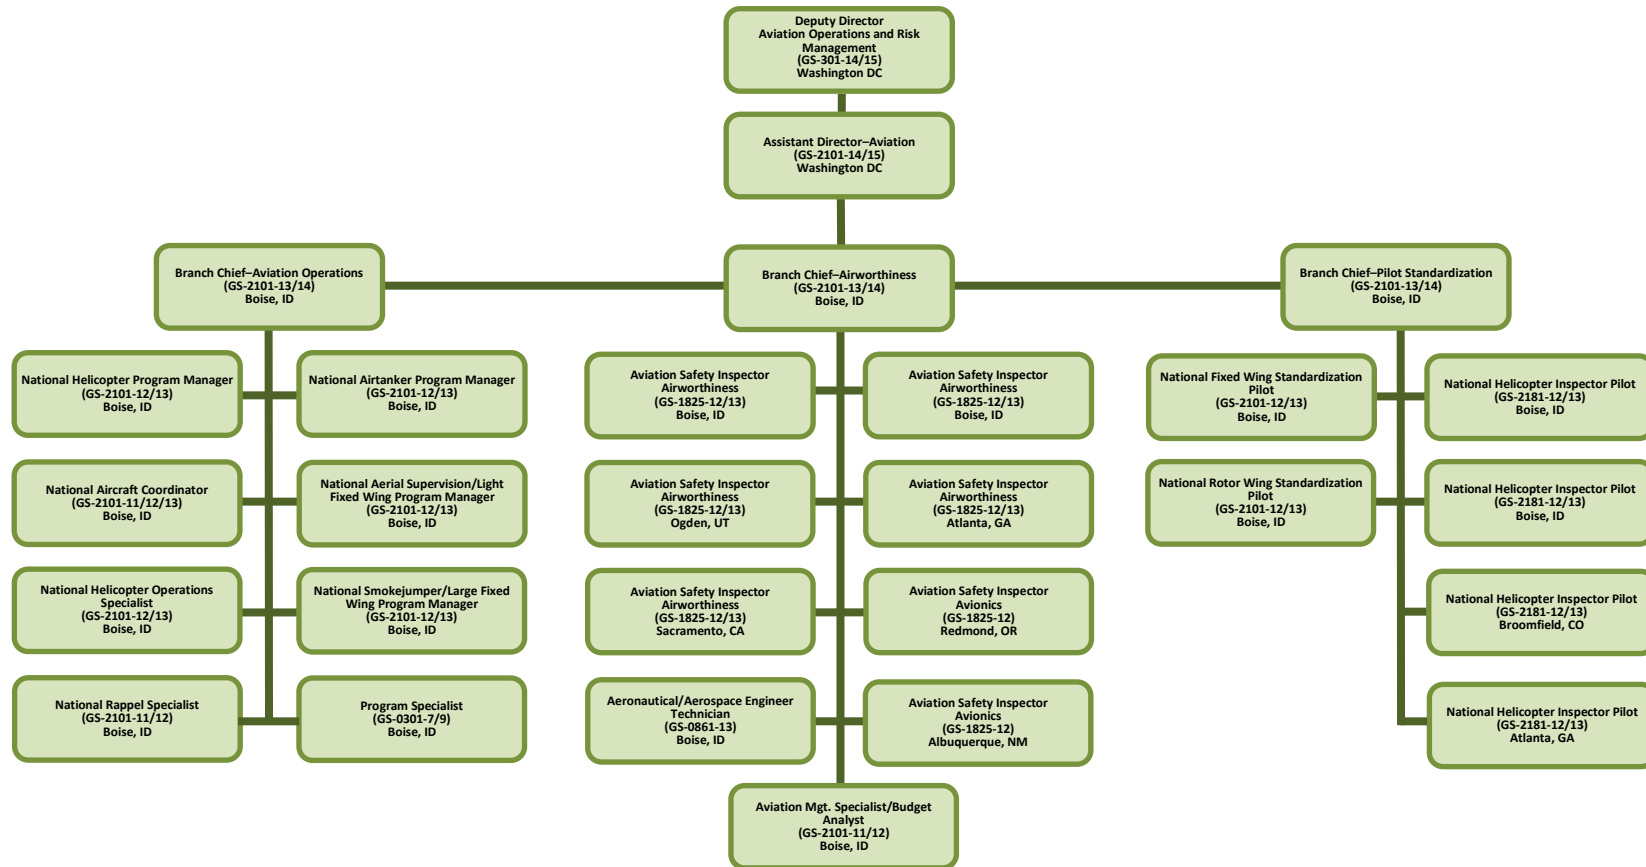 Deputy Director
Aviation Operations and Risk
Management
(GS-301-14/15)
Washington DC
Assistant Director–Aviation
(GS-2101-14/15)
Washington DC
Branch Chief–Aviation Operations
(GS-2101-13/14)
Boise, ID
Branch Chief–Airworthiness
(GS-2101-13/14)
Boise, ID
Branch Chief–Pilot Standardization
(GS-2101-13/14)
Boise, ID
National Helicopter Program Manager
(GS-2101-12/13)
Boise, ID
National Airtanker Program Manager
(GS-2101-12/13)
Boise, ID
National Aircraft Coordinator
(GS-2101-11/12/13)
Boise, ID
National Aerial Supervision/Light
Fixed Wing Program Manager
(GS-2101-12/13)
Boise, ID
National Helicopter Operations
Specialist
(GS-2101-12/13)
Boise, ID
National Smokejumper/Large Fixed
Wing Program Manager
(GS-2101-12/13)
Boise, ID
National Rappel Specialist
(GS-2101-11/12)
Boise, ID
Program Specialist
(GS-0301-7/9)
Boise, ID
Aviation Safety Inspector
Airworthiness
(GS-1825-12/13)
Boise, ID
Aviation Safety Inspector
Airworthiness
(GS-1825-12/13)
Boise, ID
Aviation Safety Inspector
Airworthiness
(GS-1825-12/13)
Ogden, UT
Aviation Safety Inspector
Airworthiness
(GS-1825-12/13)
Atlanta, GA
Aviation Safety Inspector
Airworthiness
(GS-1825-12/13)
Sacramento, CA
Aviation Safety Inspector
Avionics
(GS-1825-12)
Redmond, OR
Aeronautical/Aerospace Engineer
Technician
(GS-0861-13)
Boise, ID
Aviation Safety Inspector
Avionics
(GS-1825-12)
Albuquerque, NM
Aviation Mgt. Specialist/Budget
Analyst
(GS-2101-11/12)
Boise, ID
National Fixed Wing Standardization
Pilot
(GS-2101-12/13)
Boise, ID
National Helicopter Inspector Pilot
(GS-2181-12/13)
Boise, ID
National Rotor Wing Standardization
Pilot
(GS-2101-12/13)
Boise, ID
National Helicopter Inspector Pilot
(GS-2181-12/13)
Boise, ID
National Helicopter Inspector Pilot
(GS-2181-12/13)
Broomfield, CO
National Helicopter Inspector Pilot
(GS-2181-12/13)
Atlanta, GA